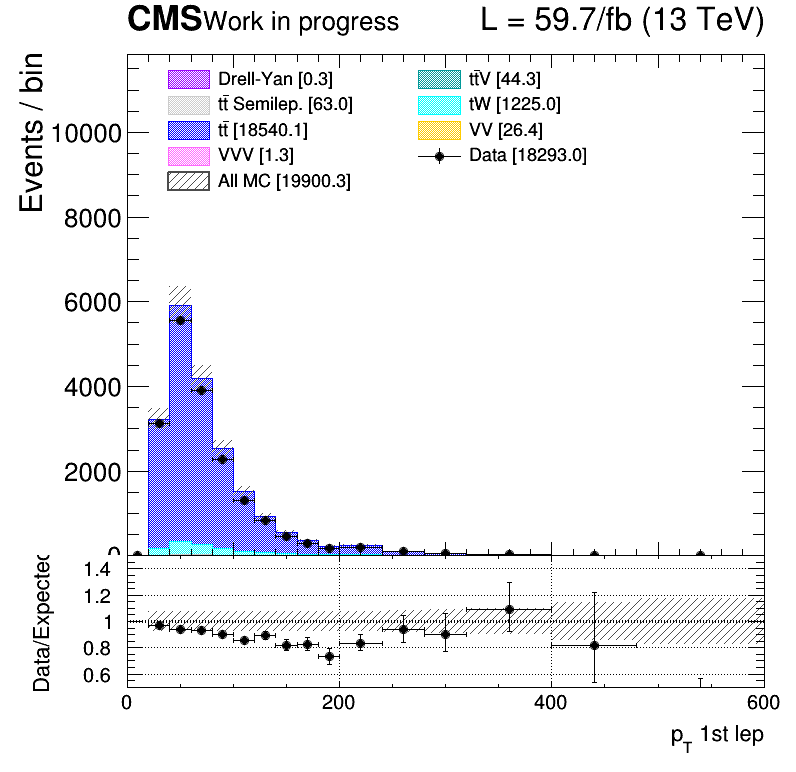 CMS Work in progress L = 59.7/fb (13 TeV)
Events / bin
Drell-Yan [0.3]
tt̄ Semilep. [63.0]
tt̄ [18540.1]
VVV [1.3]
All MC [19900.3]
tt̄V [44.3]
tW [1225.0]
VV [26.4]
Data [18293.0]
10000
8000
6000
4000
2000
0
Data/Expected
1.4
1.2
1
0.8
0.6
0 200 400 600
p_T 1st lep